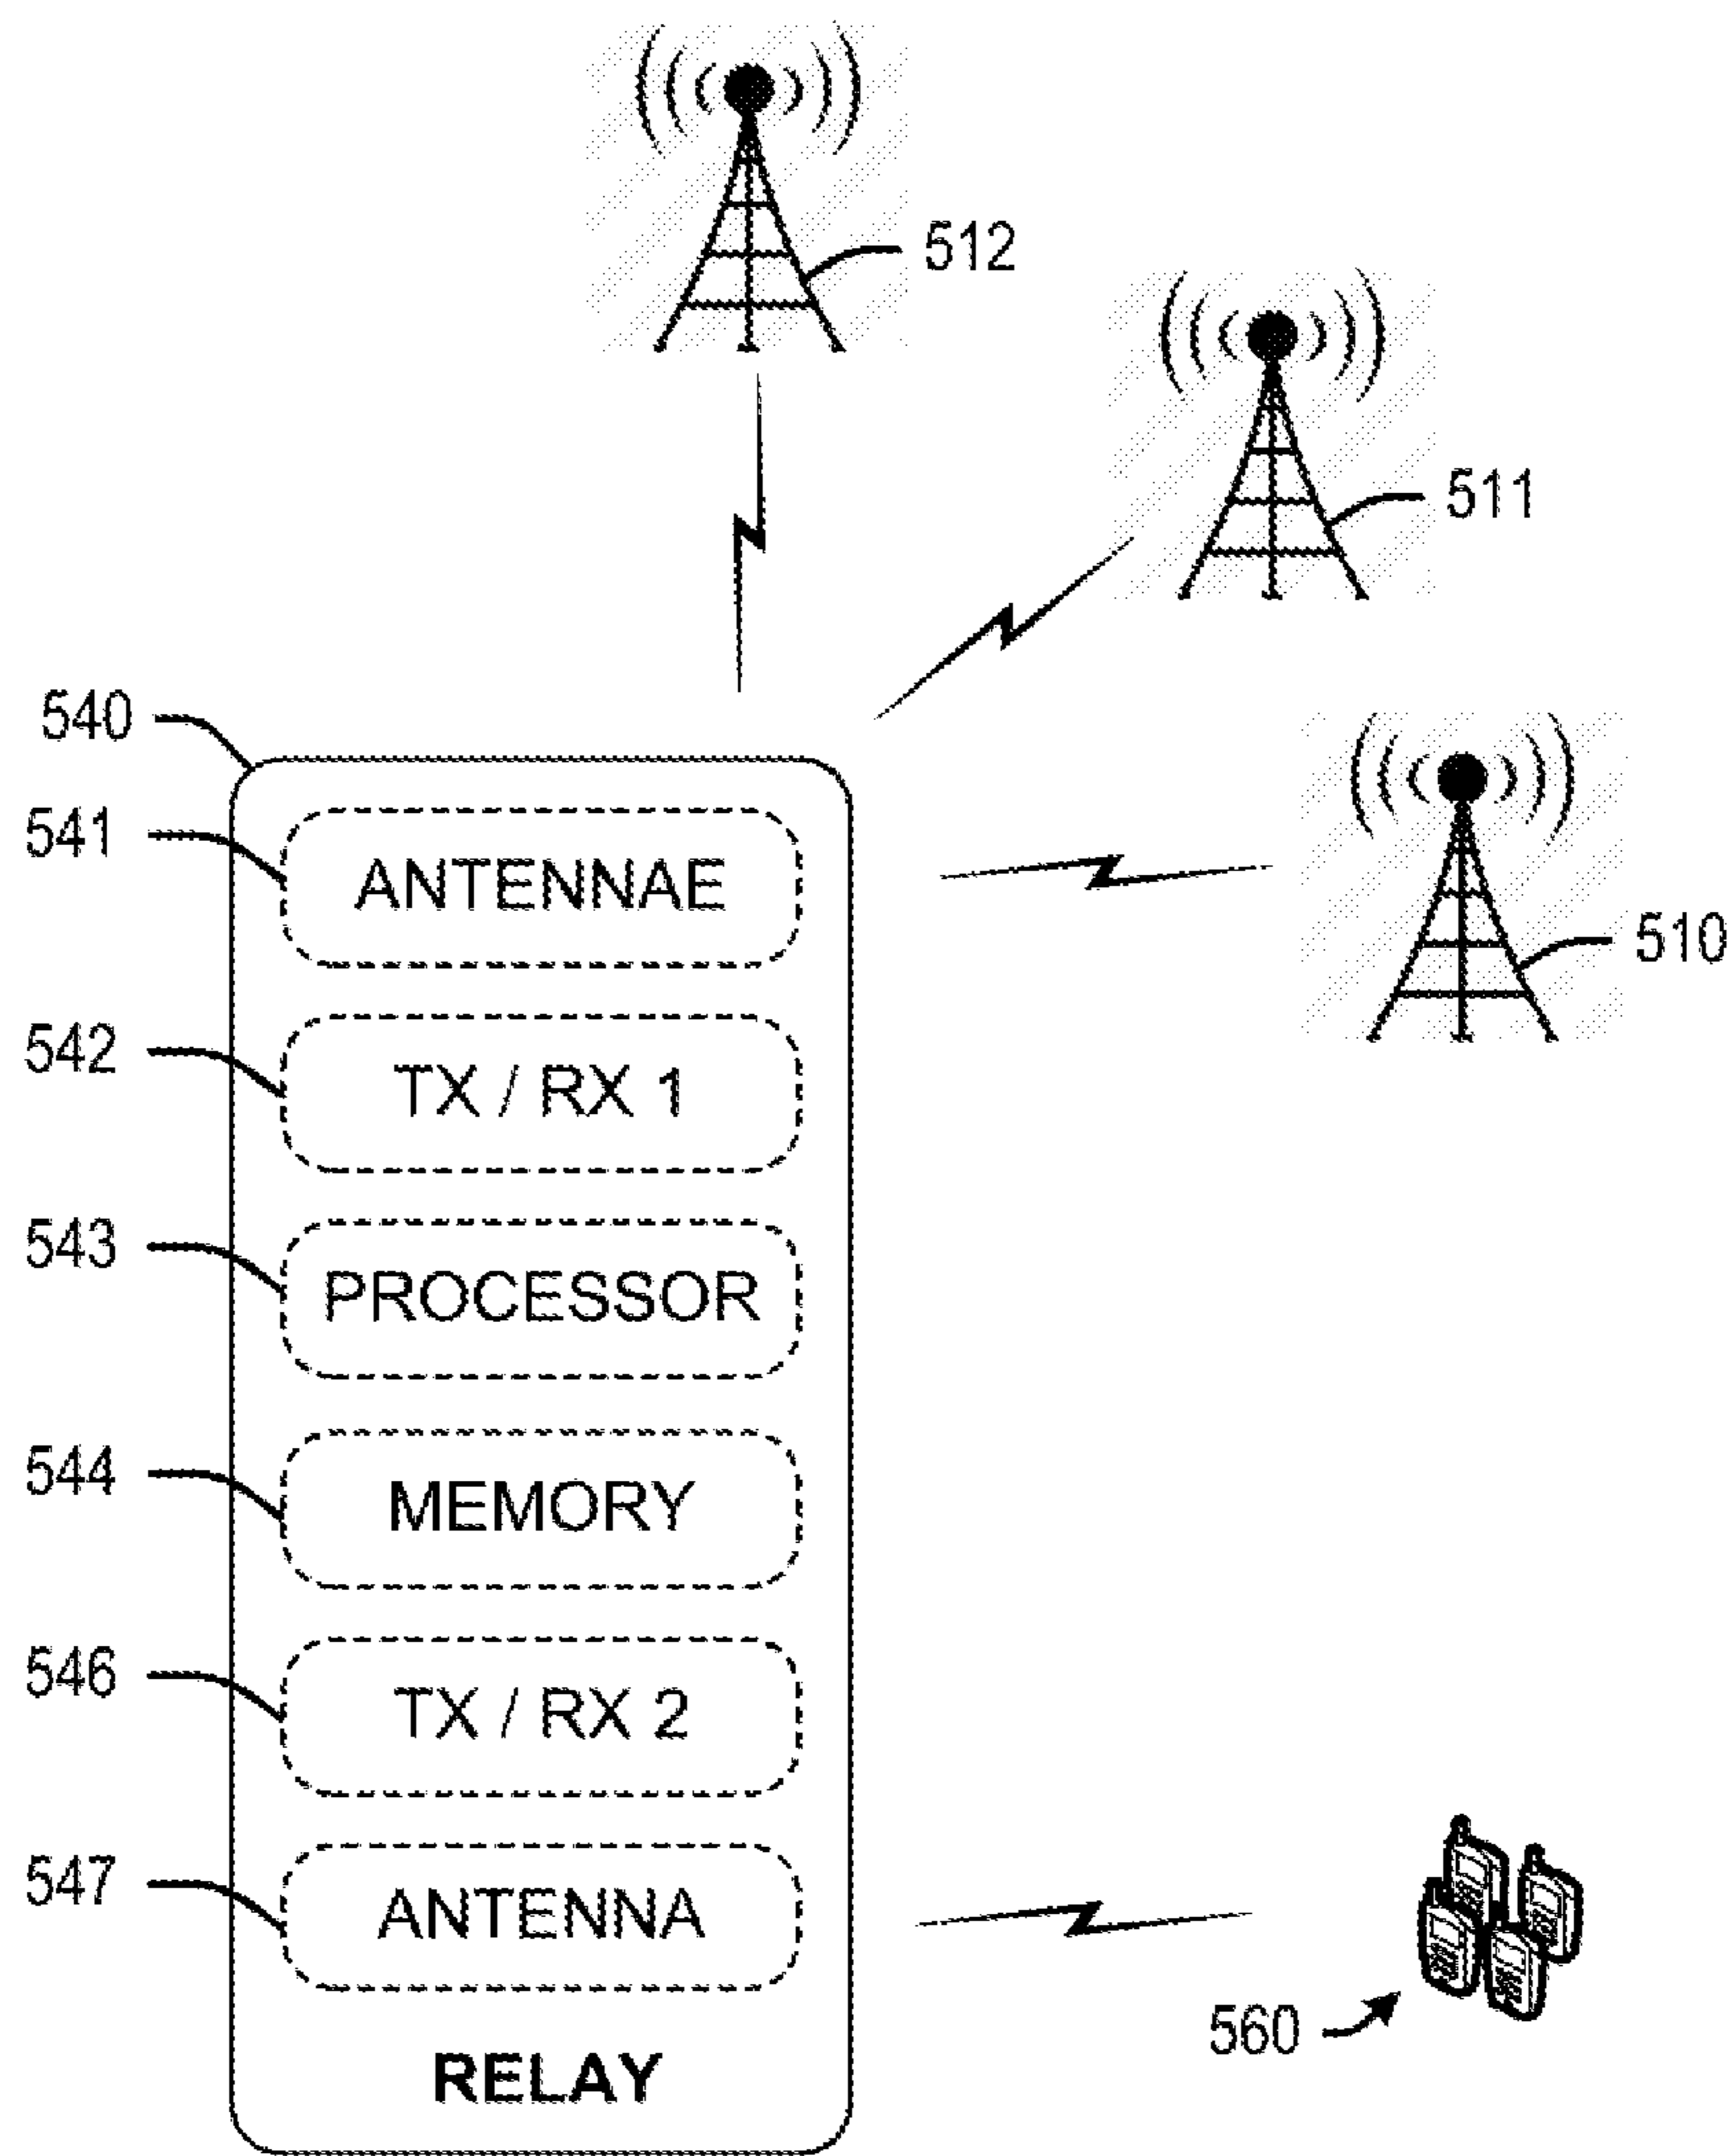 512
511
540
541
ANTENNAE
510
542
TX / RX 1
543
PROCESSOR
544
MEMORY
546
TX / RX 2
547
ANTENNA
560
RELAY